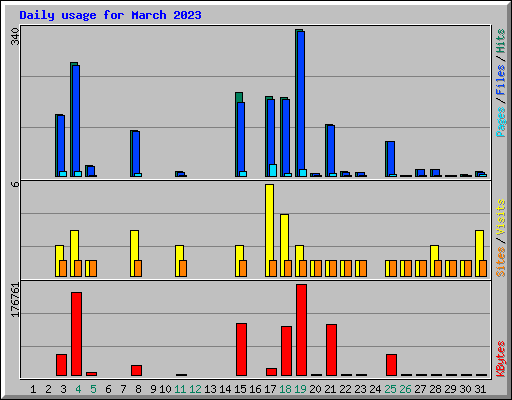 Daily usage for March 2023
340
6
176761
Pages / Files / Hits
Sites / Visits
KBytes
1 2 3 4 5 6 7 8 9 10 11 12 13 14 15 16 17 18 19 20 21 22 23 24 25 26 27 28 29 30 31